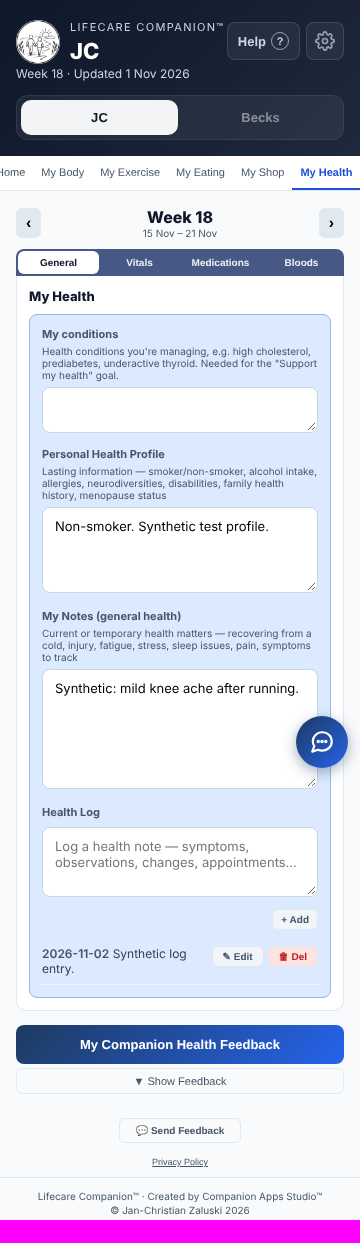 LIFECARE COMPANION™
JC
Help ?
Week 18 · Updated 1 Nov 2026
JC
Becks
Home My Body My Exercise My Eating My Shop My Health
‹ Week 18 ›
15 Nov – 21 Nov
General Vitals Medications Bloods
My Health
My conditions
Health conditions you're managing, e.g. high cholesterol,
prediabetes, underactive thyroid. Needed for the "Support
my health" goal.
Personal Health Profile
Lasting information — smoker/non-smoker, alcohol intake,
allergies, neurodiversities, disabilities, family health
history, menopause status
Non-smoker. Synthetic test profile.
My Notes (general health)
Current or temporary health matters — recovering from a
cold, injury, fatigue, stress, sleep issues, pain, symptoms
to track
Synthetic: mild knee ache after running.
Health Log
Log a health note — symptoms,
observations, changes, appointments...
+ Add
2026-11-02 Synthetic log
entry.
✎ Edit
🗑 Del
My Companion Health Feedback
▼ Show Feedback
💬 Send Feedback
Privacy Policy
Lifecare Companion™ · Created by Companion Apps Studio™
© Jan-Christian Zaluski 2026